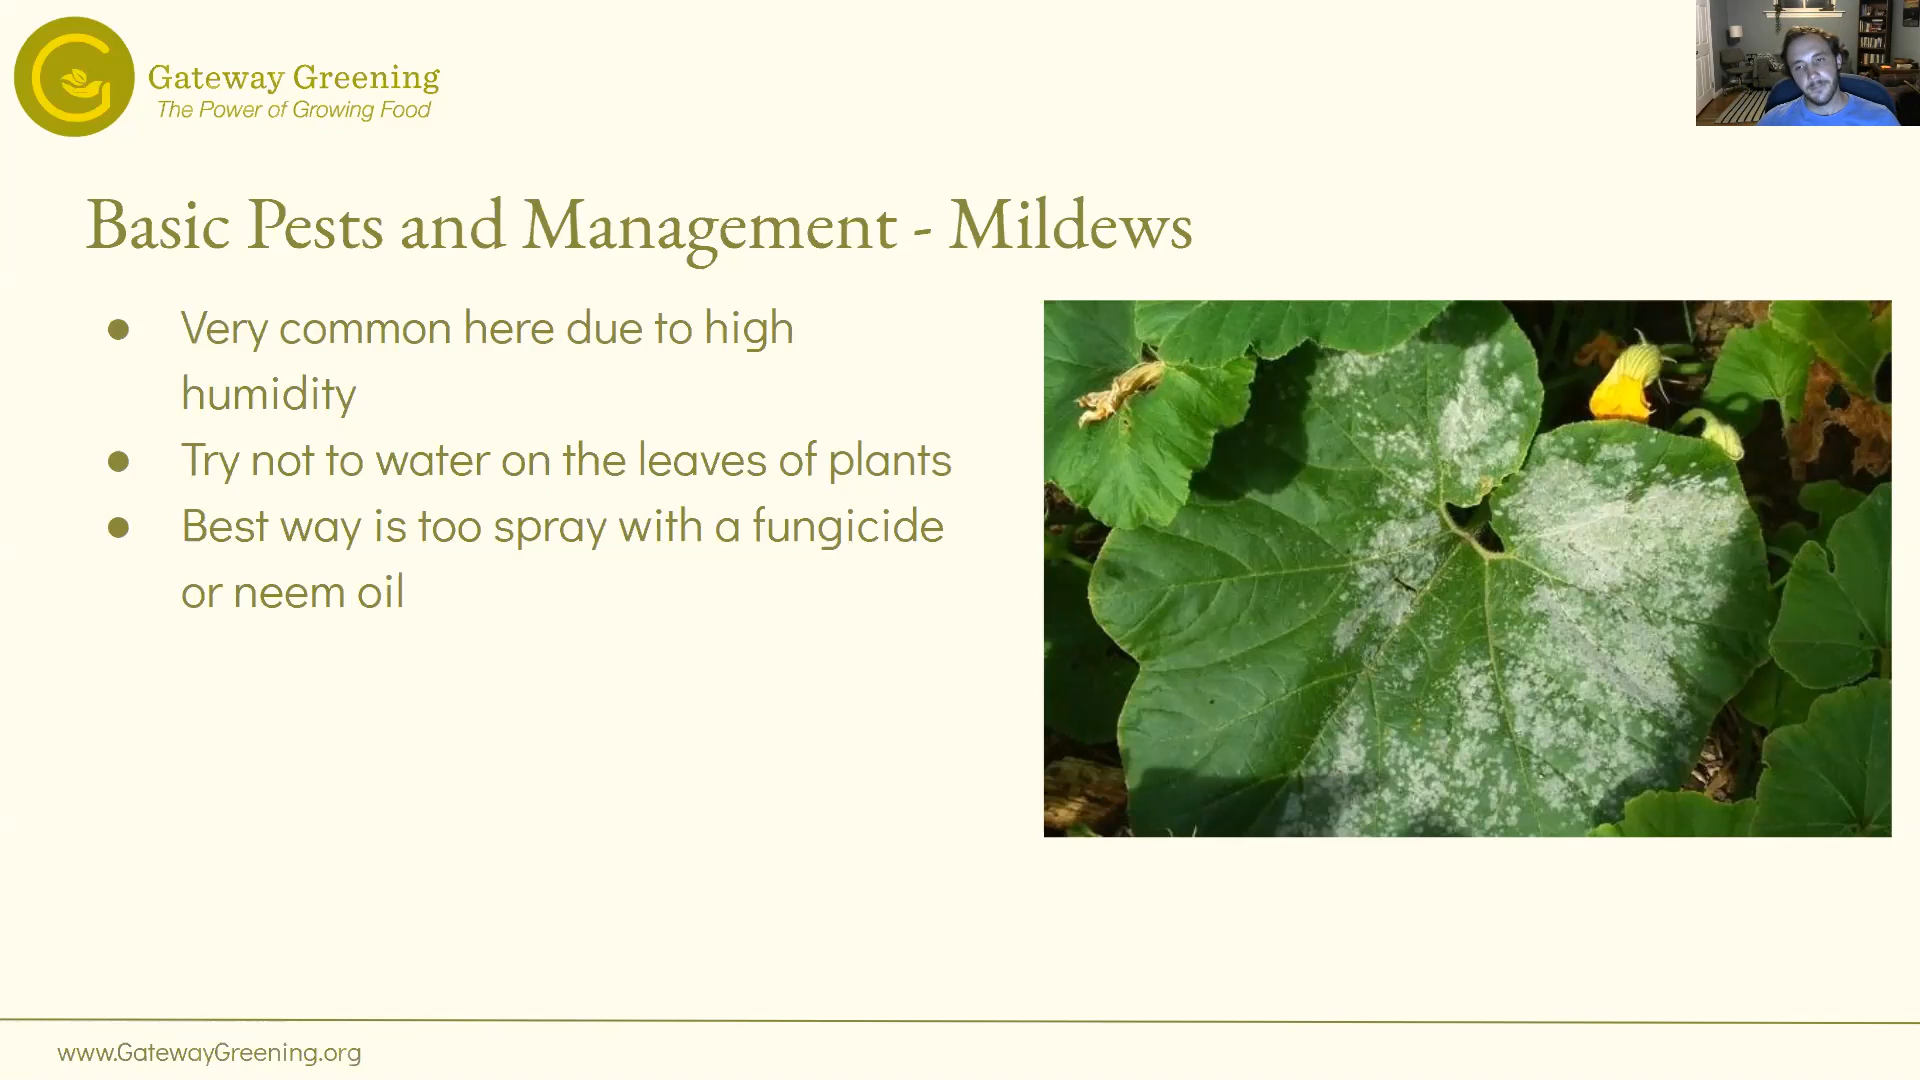 Gateway Greening
The Power of Growing Food
Basic Pests and Management - Mildews
● Very common here due to high
humidity
● Try not to water on the leaves of plants
● Best way is too spray with a fungicide
or neem oil
www.GatewayGreening.org